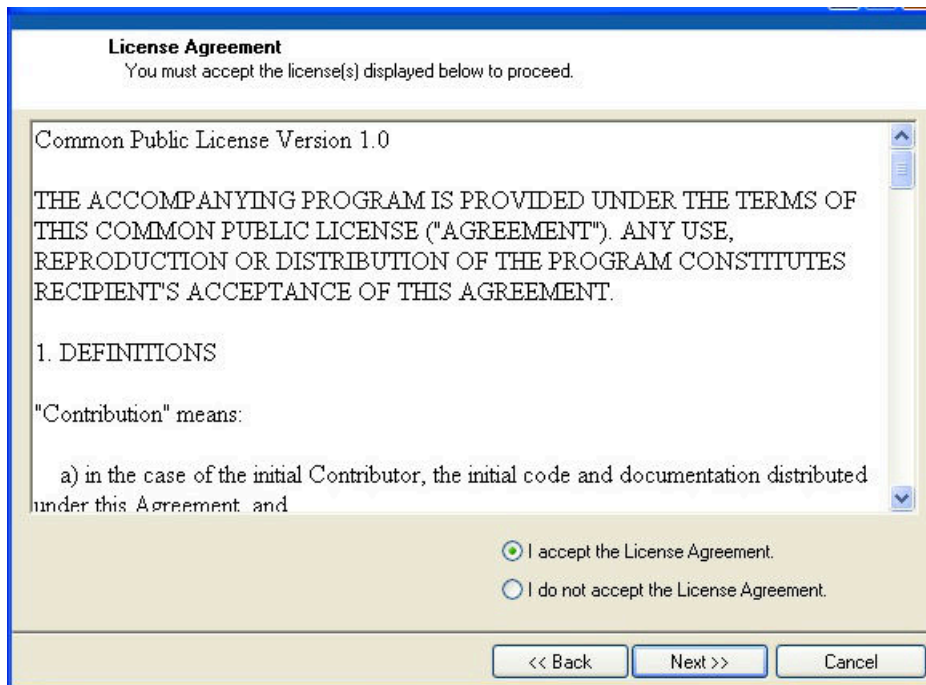 License Agreement
You must accept the license(s) displayed below to proceed.
Common Public License Version 1.0
THE ACCOMPANYING PROGRAM IS PROVIDED UNDER THE TERMS OF
THIS COMMON PUBLIC LICENSE ("AGREEMENT"). ANY USE,
REPRODUCTION OR DISTRIBUTION OF THE PROGRAM CONSTITUTES
RECIPIENT'S ACCEPTANCE OF THIS AGREEMENT.
1. DEFINITIONS
"Contribution" means:
a) in the case of the initial Contributor, the initial code and documentation distributed
under this Agreement, and
I accept the License Agreement.
I do not accept the License Agreement.
<< Back
Next >>
Cancel